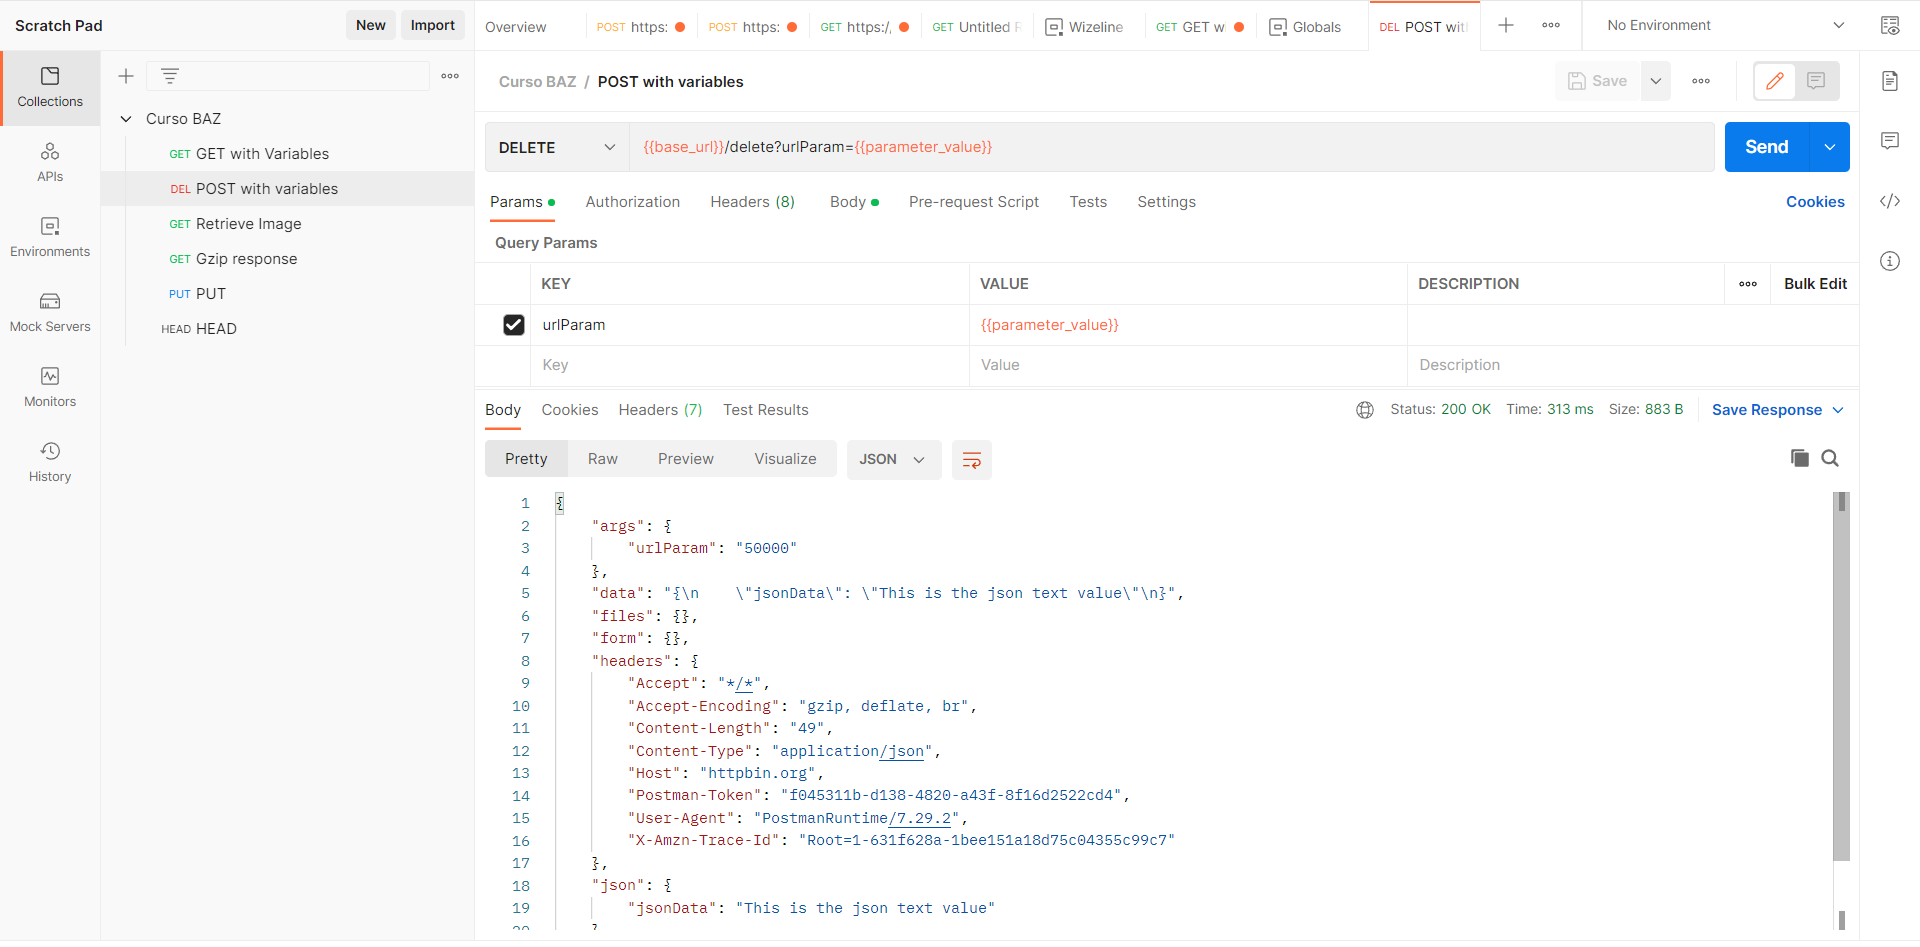 Scratch Pad
New
Import
Overview
POST https:
POST https:
GET https:/,
GET Untitled R
Wizeline
GET GET w
Globals
DEL POST wit
No Environment
Collections
APIs
Environments
Mock Servers
Monitors
History
Curso BAZ
GET GET with Variables
DEL POST with variables
GET Retrieve Image
GET Gzip response
PUT PUT
HEAD HEAD
Curso BAZ / POST with variables
Save
DELETE
{{base_url}}/delete?urlParam={{parameter_value}}
Send
Params
Authorization
Headers (8)
Body
Pre-request Script
Tests
Settings
Cookies
Query Params
KEY
VALUE
DESCRIPTION
Bulk Edit
urlParam
{{parameter_value}}
Key
Value
Description
Body
Cookies
Headers (7)
Test Results
Status: 200 OK
Time: 313 ms
Size: 883 B
Save Response
Pretty
Raw
Preview
Visualize
JSON
1 {
2 "args": {
3 "urlParam": "50000"
4 },
5 "data": "{\n    \"jsonData\": \"This is the json text value\"\n}",
6 "files": {},
7 "form": {},
8 "headers": {
9 "Accept": "*/*",
10 "Accept-Encoding": "gzip, deflate, br",
11 "Content-Length": "49",
12 "Content-Type": "application/json",
13 "Host": "httpbin.org",
14 "Postman-Token": "f045311b-d138-4820-a43f-8f16d2522cd4",
15 "User-Agent": "PostmanRuntime/7.29.2",
16 "X-Amzn-Trace-Id": "Root=1-631f628a-1bee151a18d75c04355c99c7"
17 },
18 "json": {
19 "jsonData": "This is the json text value"